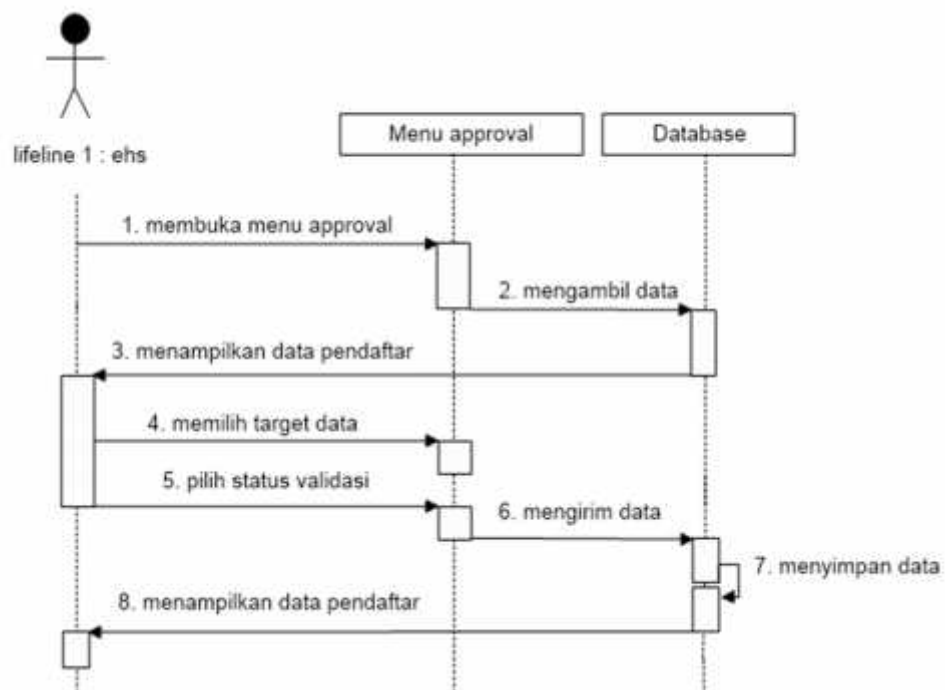 Menu approval
Database
lifeline 1 : ehs
1. membuka menu approval
2. mengambil data
3. menampilkan data pendaftar
4. memilih target data
5. pilih status validasi
6. mengirim data
7. menyimpan data
8. menampilkan data pendaftar